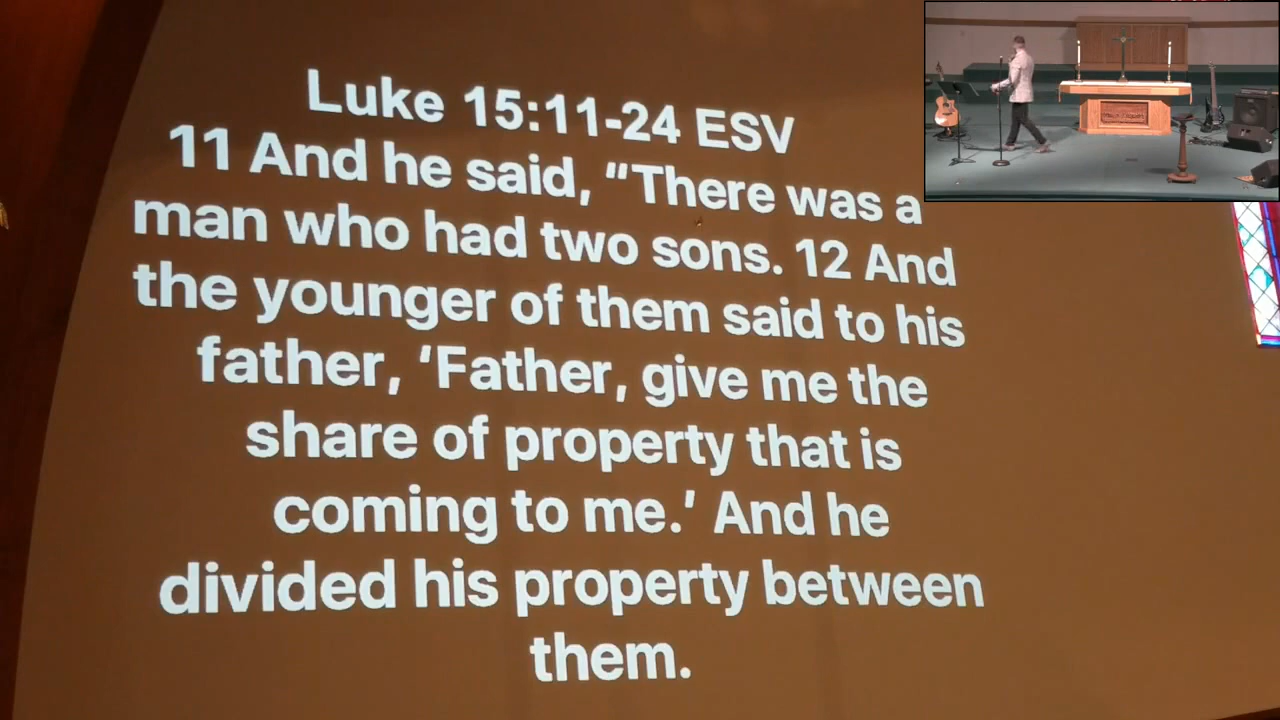 Luke 15:11-24 ESV
11 And he said, "There was a
man who had two sons. 12 And
the younger of them said to his
father, 'Father, give me the
share of property that is
coming to me.' And he
divided his property between
them.